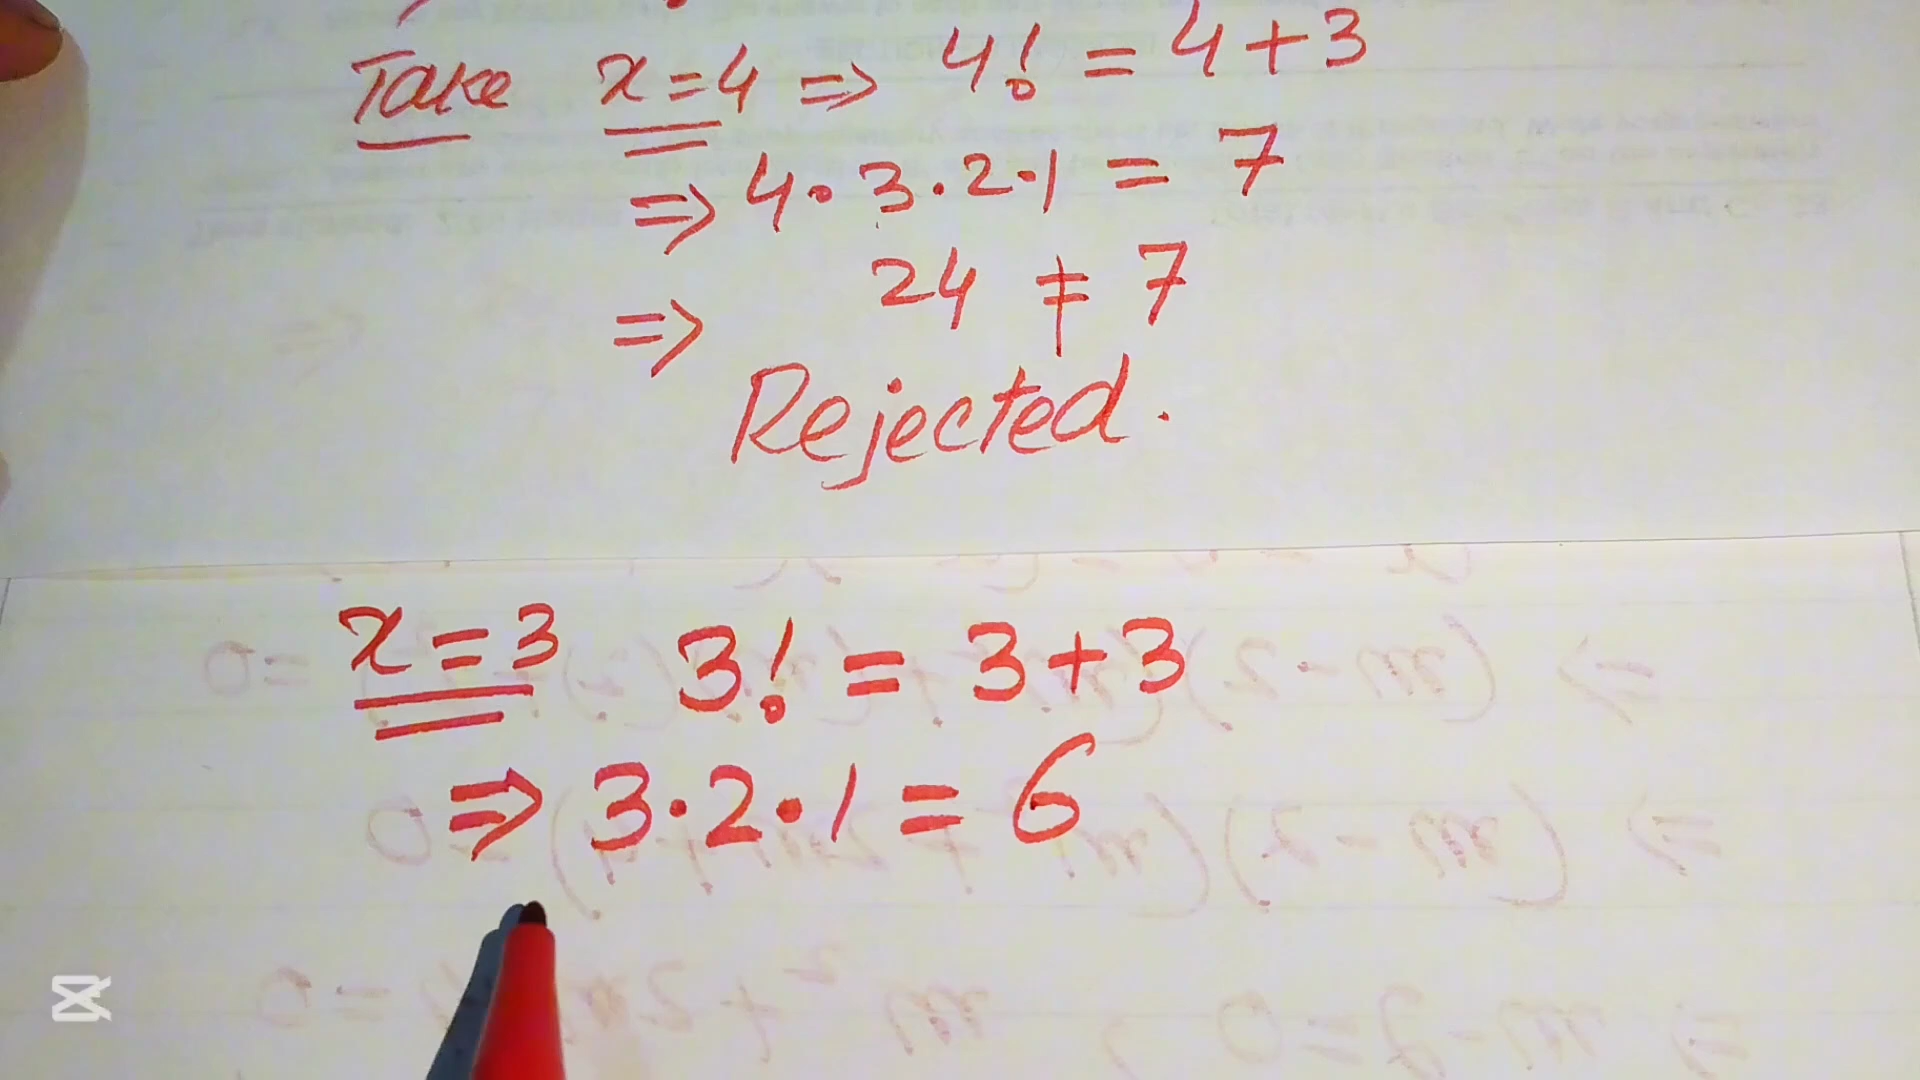 Take x=4 => 4! = 4+3
=> 4·3·2·1 = 7
=> 24 ≠ 7
Rejected.
x=3 3! = 3+3
=> 3·2·1 = 6